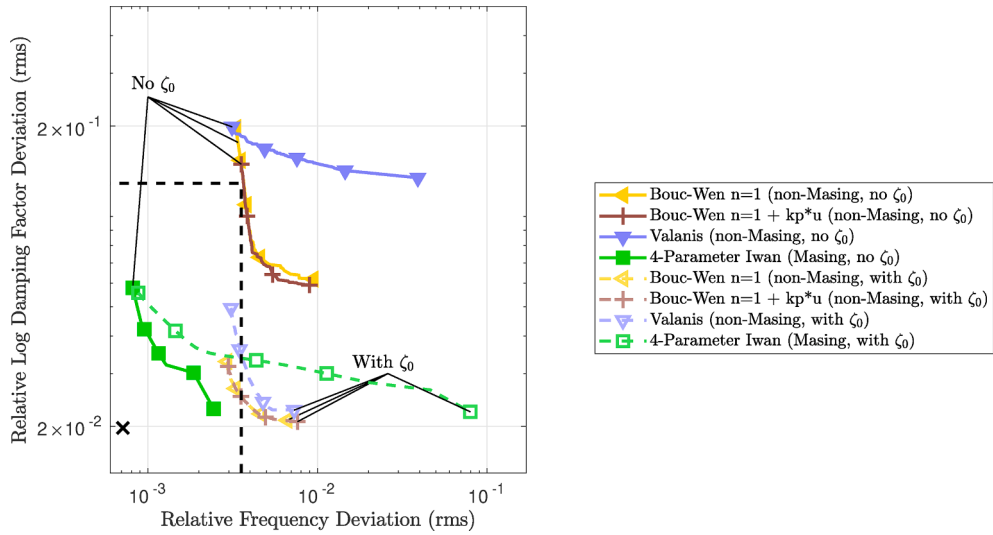 Relative Log Damping Factor Deviation (rms)
2×10⁻¹
2×10⁻²
No ζ₀
With ζ₀
10⁻³
10⁻²
10⁻¹
Relative Frequency Deviation (rms)
Bouc-Wen n=1 (non-Masing, no ζ₀)
Bouc-Wen n=1 + kp*u (non-Masing, no ζ₀)
Valanis (non-Masing, no ζ₀)
4-Parameter Iwan (Masing, no ζ₀)
Bouc-Wen n=1 (non-Masing, with ζ₀)
Bouc-Wen n=1 + kp*u (non-Masing, with ζ₀)
Valanis (non-Masing, with ζ₀)
4-Parameter Iwan (Masing, with ζ₀)